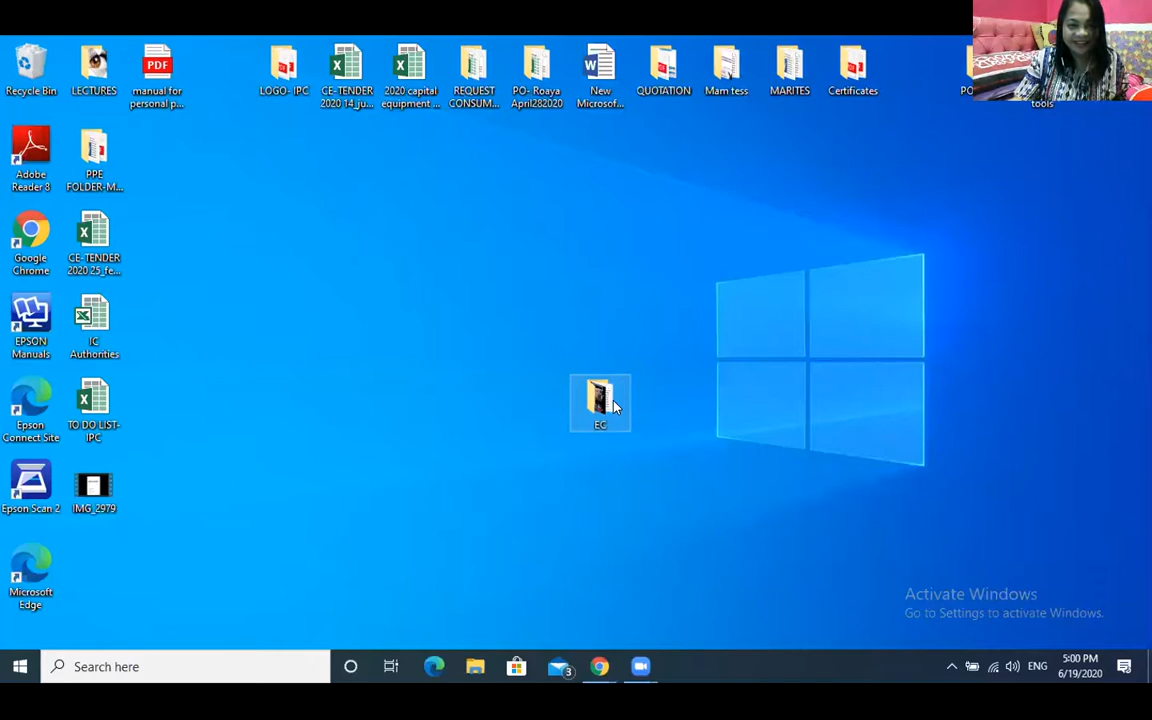 Recycle Bin
LECTURES
manual for
personal p...
LOGO- IPC
CE-TENDER
2020 14_ju...
2020 capital
equipment ...
REQUEST
CONSUM...
PO- Roaya
April282020
New
Microsof...
QUOTATION
Mam tess
MARITES
Certificates
tools
PDF
Adobe
Reader 8
PPE
FOLDER-M...
Google
Chrome
CE-TENDER
2020 25_fe...
EPSON
Manuals
IC
Authorities
Epson
Connect Site
TO DO LIST-
IPC
EC
Epson Scan 2
IMG_2979
Microsoft
Edge
Activate Windows
Go to Settings to activate Windows.
Search here
3
ENG
5:00 PM
6/19/2020